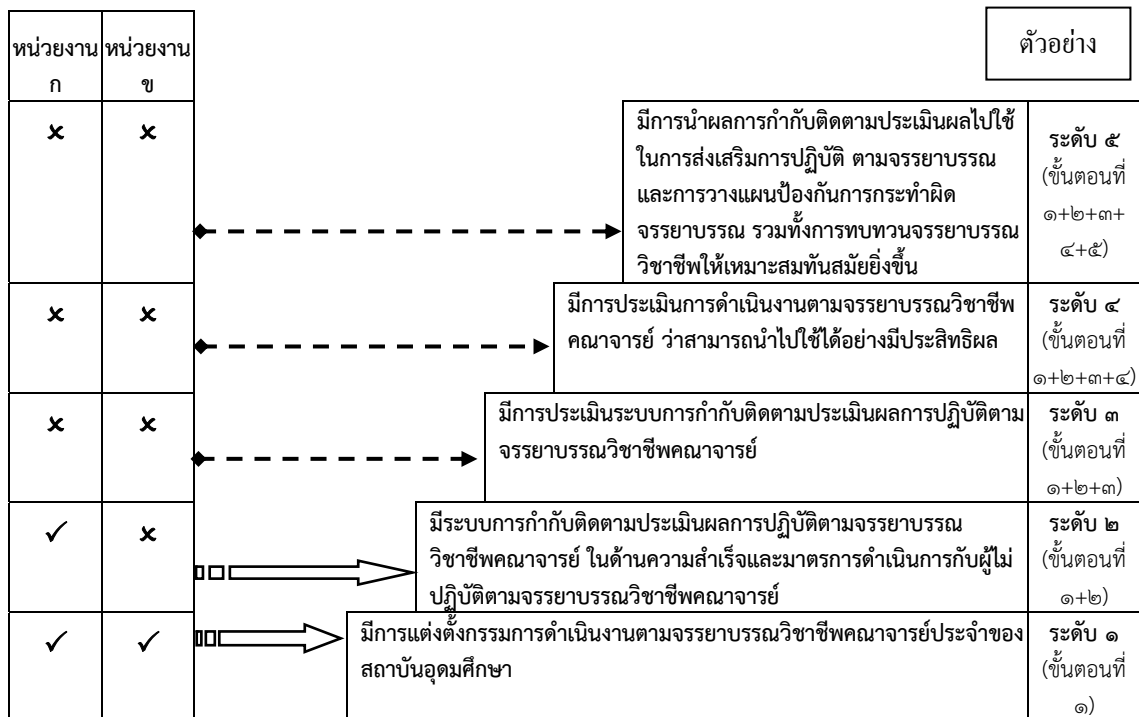 ตัวอย่าง
หน่วยงาน
ก
หน่วยงาน
ข
✗
✗
มีการนำผลการกำกับติดตามประเมินผลไปใช้
ในการส่งเสริมการปฏิบัติ ตามจรรยาบรรณ
และการวางแผนป้องกันการกระทำผิด
จรรยาบรรณ รวมทั้งการทบทวนจรรยาบรรณ
วิชาชีพให้เหมาะสมทันสมัยยิ่งขึ้น
ระดับ ๕
(ขั้นตอนที่
๑+๒+๓+
๔+๕)
✗
✗
มีการประเมินการดำเนินงานตามจรรยาบรรณวิชาชีพ
คณาจารย์ ว่าสามารถนำไปใช้ได้อย่างมีประสิทธิผล
ระดับ ๔
(ขั้นตอนที่
๑+๒+๓+๔)
✗
✗
มีการประเมินระบบการกำกับติดตามประเมินผลการปฏิบัติตาม
จรรยาบรรณวิชาชีพคณาจารย์
ระดับ ๓
(ขั้นตอนที่
๑+๒+๓)
✓
✗
มีระบบการกำกับติดตามประเมินผลการปฏิบัติตามจรรยาบรรณ
วิชาชีพคณาจารย์ ในด้านความสำเร็จและมาตรการดำเนินการกับผู้ไม่
ปฏิบัติตามจรรยาบรรณวิชาชีพคณาจารย์
ระดับ ๒
(ขั้นตอนที่
๑+๒)
✓
✓
มีการแต่งตั้งกรรมการดำเนินงานตามจรรยาบรรณวิชาชีพคณาจารย์ประจำของ
สถาบันอุดมศึกษา
ระดับ ๑
(ขั้นตอนที่
๑)